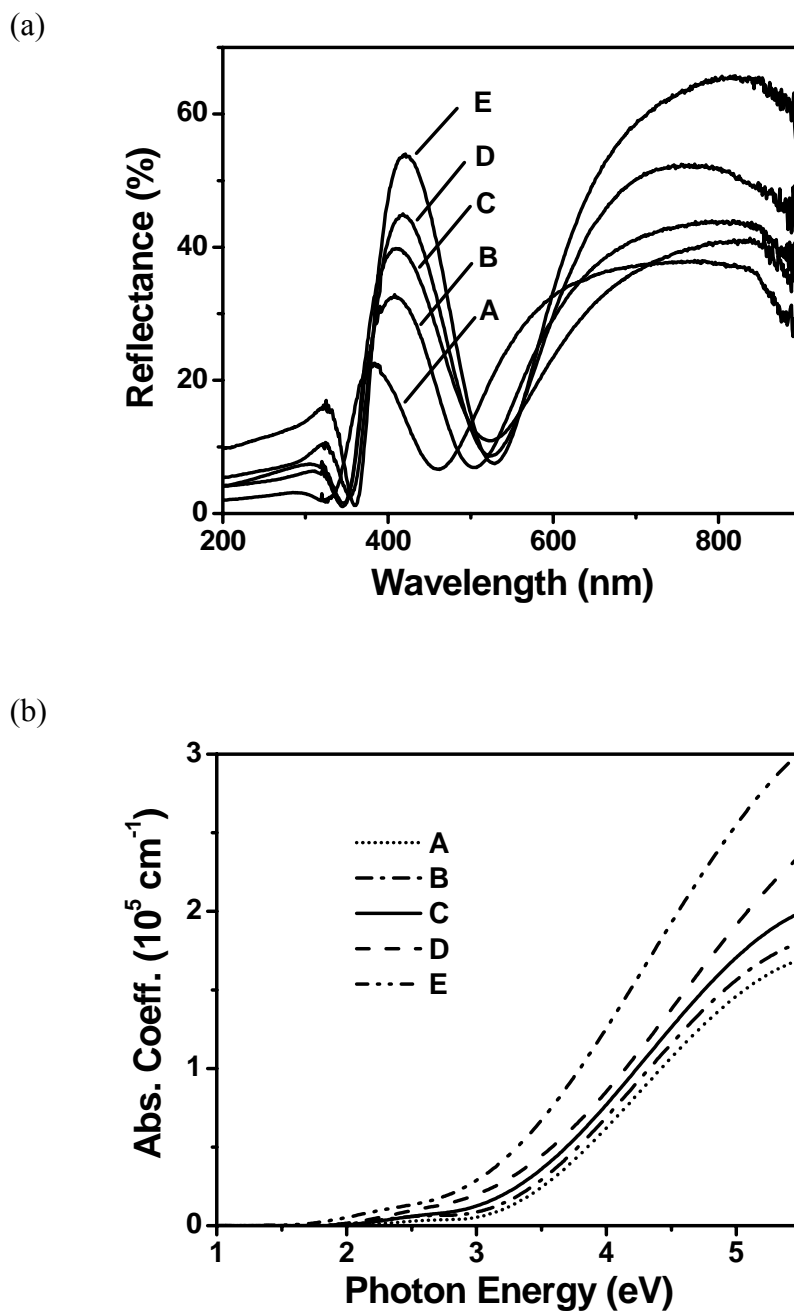 (a)
60
40
20
0
Reflectance (%)
E
D
C
B
A
200
400
600
800
Wavelength (nm)
(b)
3
2
1
0
Abs. Coeff. (10⁵ cm⁻¹)
A
B
C
D
E
1
2
3
4
5
Photon Energy (eV)